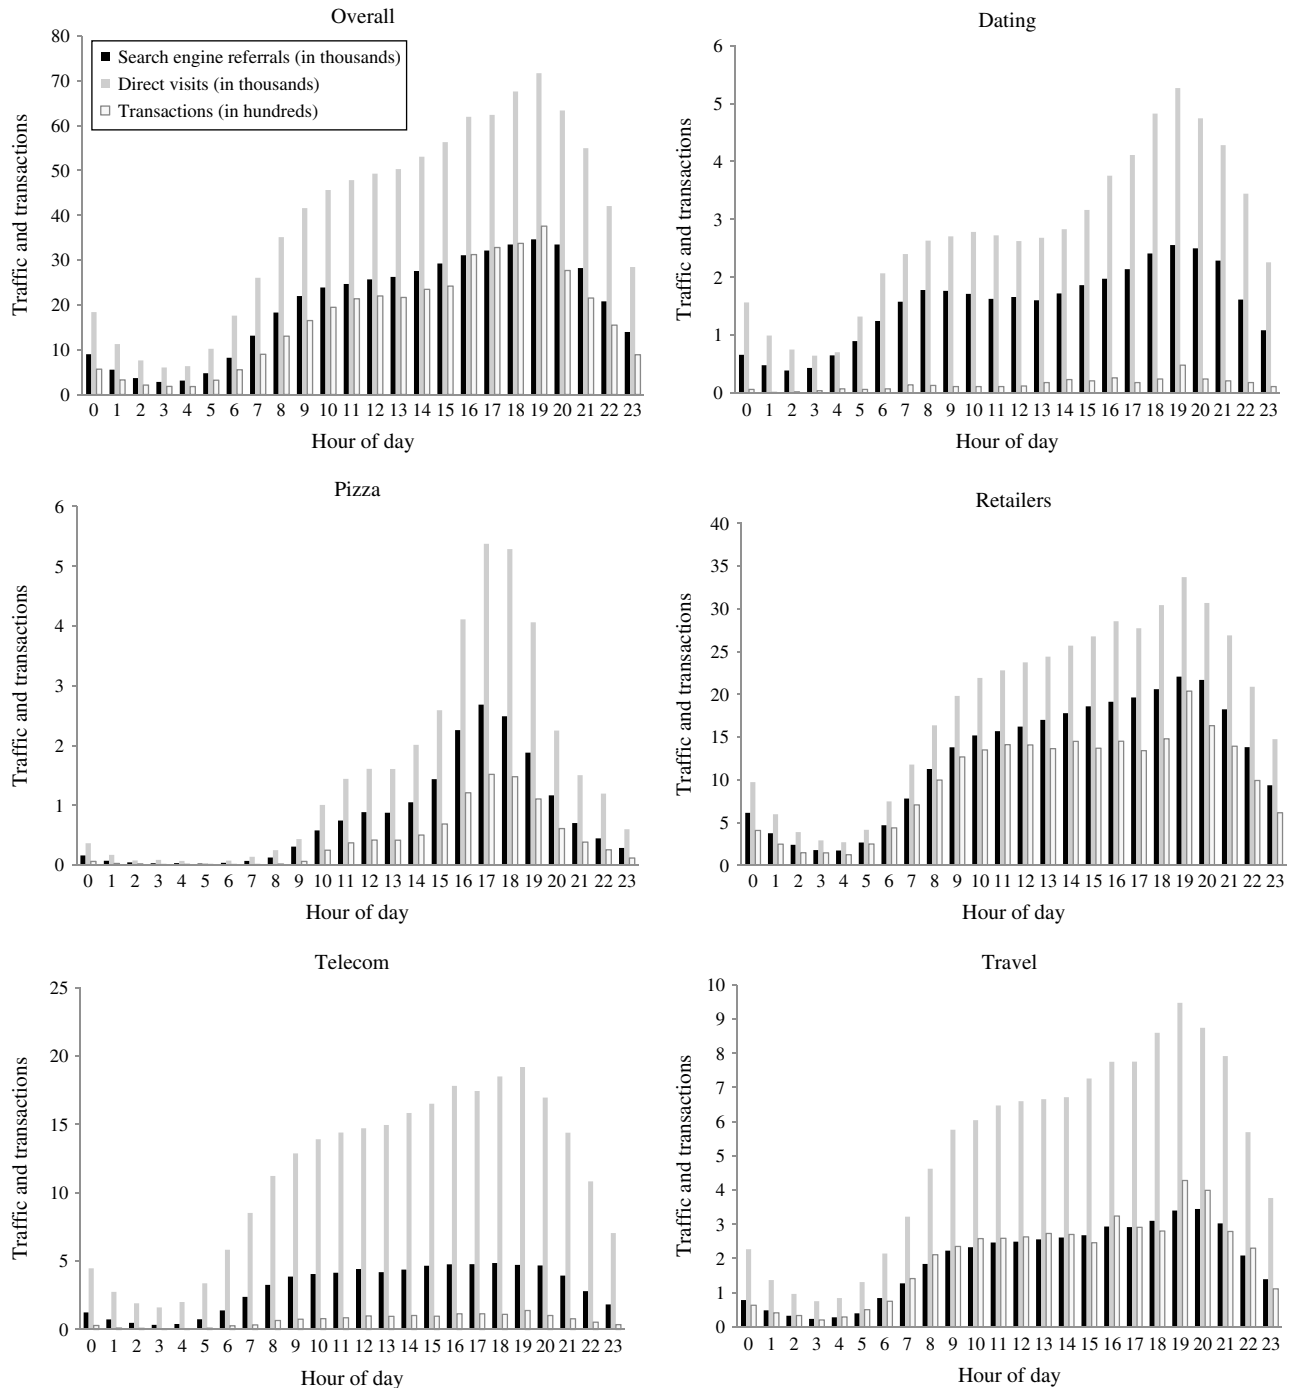 Overall
Traffic and transactions
80
70
60
50
40
30
20
10
0
Search engine referrals (in thousands)
Direct visits (in thousands)
Transactions (in hundreds)
0 1 2 3 4 5 6 7 8 9 10 11 12 13 14 15 16 17 18 19 20 21 22 23
Hour of day
Dating
Traffic and transactions
6
5
4
3
2
1
0
0 1 2 3 4 5 6 7 8 9 10 11 12 13 14 15 16 17 18 19 20 21 22 23
Hour of day
Pizza
Traffic and transactions
6
5
4
3
2
1
0
0 1 2 3 4 5 6 7 8 9 10 11 12 13 14 15 16 17 18 19 20 21 22 23
Hour of day
Retailers
Traffic and transactions
40
35
30
25
20
15
10
5
0
0 1 2 3 4 5 6 7 8 9 10 11 12 13 14 15 16 17 18 19 20 21 22 23
Hour of day
Telecom
Traffic and transactions
25
20
15
10
5
0
0 1 2 3 4 5 6 7 8 9 10 11 12 13 14 15 16 17 18 19 20 21 22 23
Hour of day
Travel
Traffic and transactions
10
9
8
7
6
5
4
3
2
1
0
0 1 2 3 4 5 6 7 8 9 10 11 12 13 14 15 16 17 18 19 20 21 22 23
Hour of day